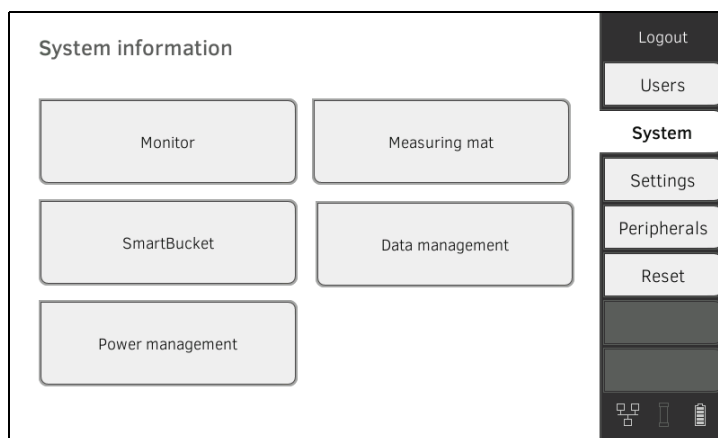 System information
Monitor
Measuring mat
SmartBucket
Data management
Power management
Logout
Users
System
Settings
Peripherals
Reset